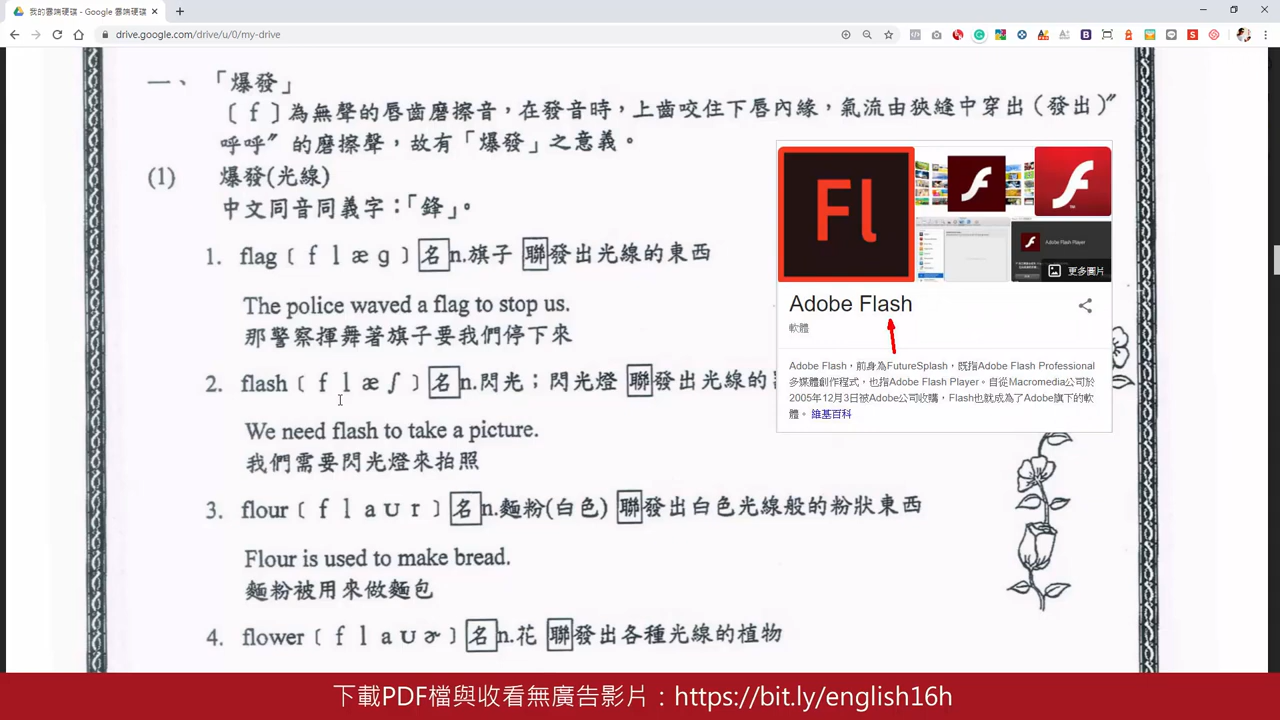 我的雲端硬碟 - Google 雲端硬碟
drive.google.com/drive/u/0/my-drive
一、「爆發」
〔f〕為無聲的唇齒磨擦音，在發音時，上齒咬住下唇內緣，氣流由狹縫中穿出（發出）〞
呼呼〞的磨擦聲，故有「爆發」之意義。
(1) 爆發(光線)
中文同音同義字：「鋒」。
1. flag〔f l æ g〕名n.旗子 聯發出光線的東西
The police waved a flag to stop us.
那警察揮舞著旗子要我們停下來
2. flash〔f l æ ʃ〕名n.閃光；閃光燈 聯發出光線的
We need flash to take a picture.
我們需要閃光燈來拍照
3. flour〔f l a ʊ r〕名n.麵粉(白色) 聯發出白色光線般的粉狀東西
Flour is used to make bread.
麵粉被用來做麵包
4. flower〔f l a ʊ ɚ〕名n.花 聯發出各種光線的植物
Fl
Adobe Flash Player
更多圖片
Adobe Flash
軟體
Adobe Flash，前身為FutureSplash，既指Adobe Flash Professional
多媒體創作程式，也指Adobe Flash Player。自從Macromedia公司於
2005年12月3日被Adobe公司收購，Flash也就成為了Adobe旗下的軟
體。 維基百科
下載PDF檔與收看無廣告影片：https://bit.ly/english16h